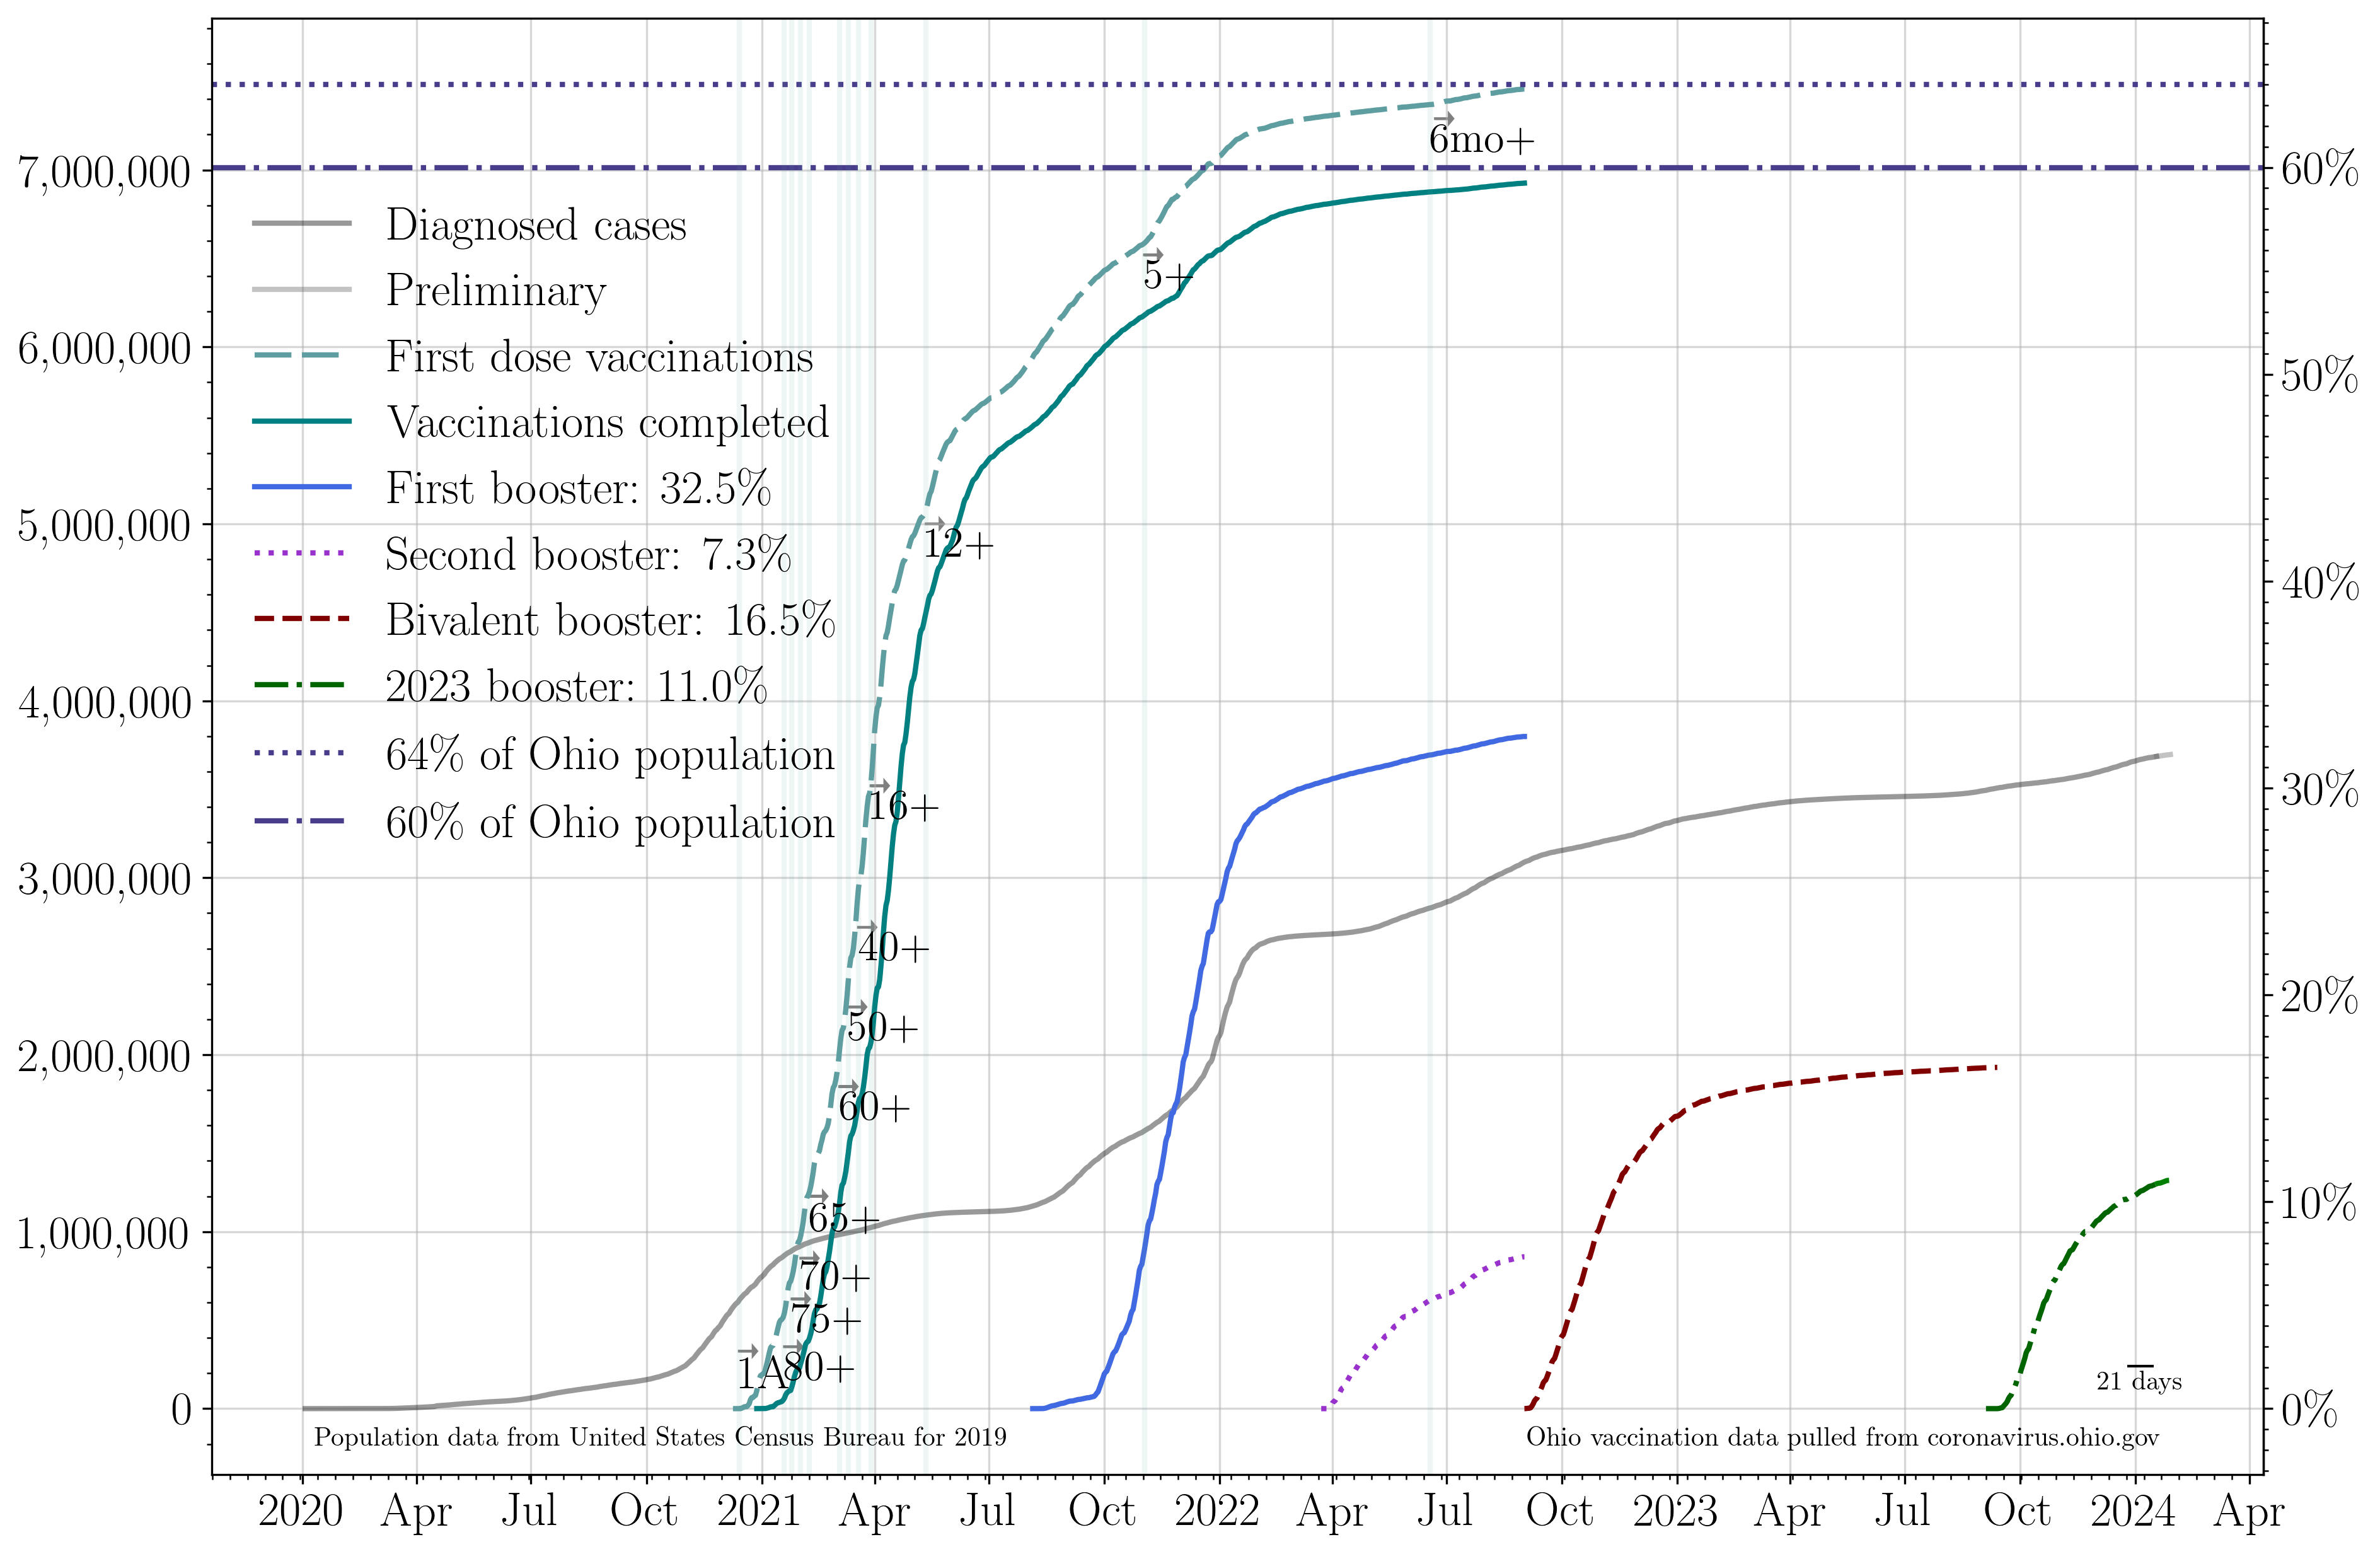 7,000,000
6,000,000
5,000,000
4,000,000
3,000,000
2,000,000
1,000,000
0
60%
50%
40%
30%
20%
10%
0%
Diagnosed cases
Preliminary
First dose vaccinations
Vaccinations completed
First booster: 32.5%
Second booster: 7.3%
Bivalent booster: 16.5%
2023 booster: 11.0%
64% of Ohio population
60% of Ohio population
6mo+
5+
12+
16+
40+
50+
60+
65+
70+
75+
80+
1A
21 days
Population data from United States Census Bureau for 2019
Ohio vaccination data pulled from coronavirus.ohio.gov
2020 Apr Jul Oct 2021 Apr Jul Oct 2022 Apr Jul Oct 2023 Apr Jul Oct 2024 Apr